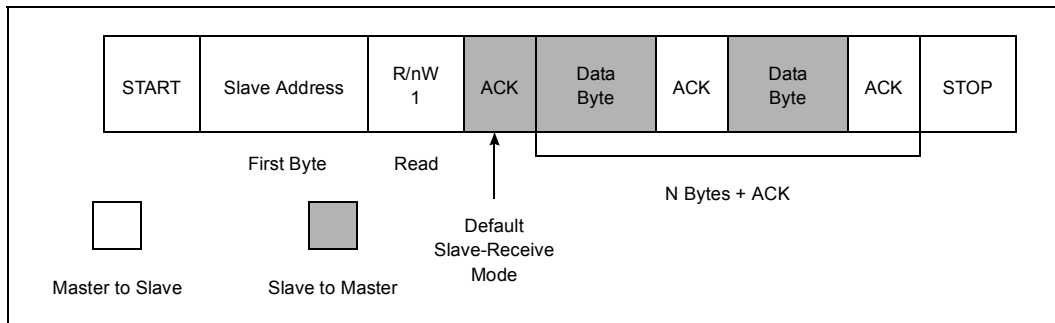 START
Slave Address
R/nW
1
ACK
Data
Byte
ACK
Data
Byte
ACK
STOP
First Byte
Read
N Bytes + ACK
Default
Slave-Receive
Mode
Master to Slave
Slave to Master